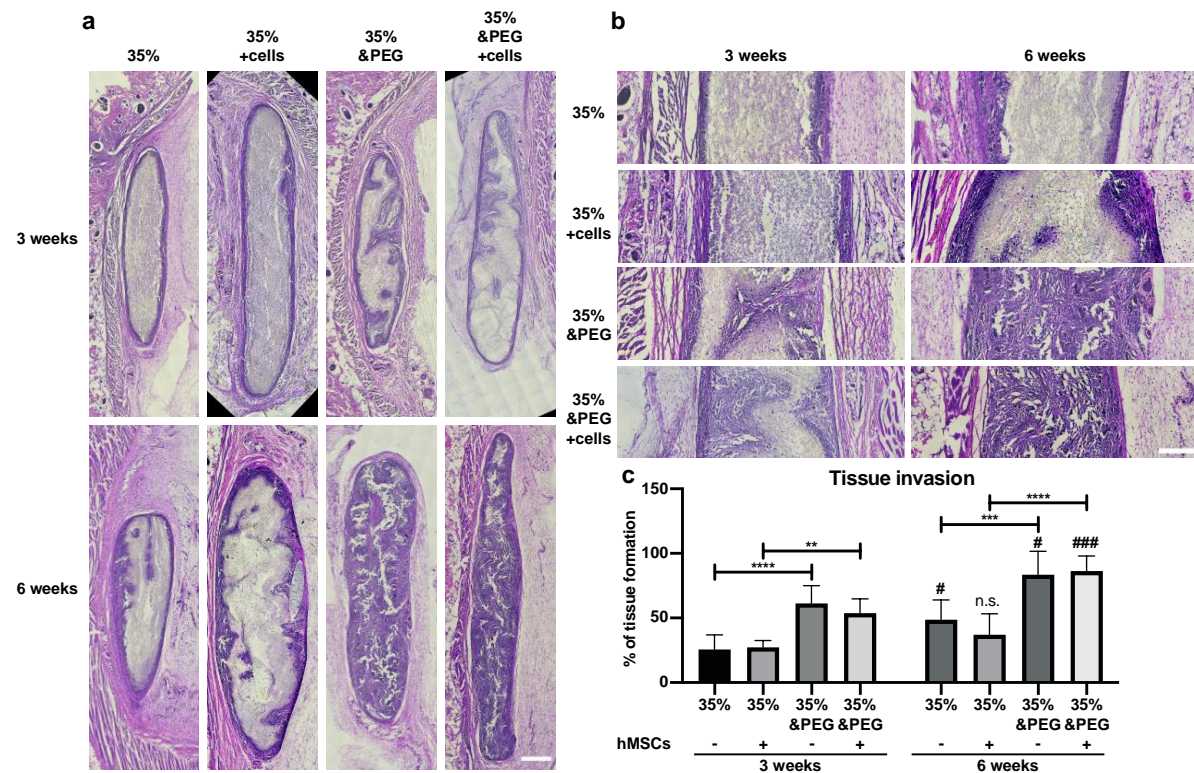 a
35%
35%
+cells
35%
&PEG
35%
&PEG
+cells
3 weeks
6 weeks
b
3 weeks
6 weeks
35%
35%
+cells
35%
&PEG
35%
&PEG
+cells
c
Tissue invasion
% of tissue formation
150
100
50
0
**** ** *** ****
# n.s. # ###
35% 35% 35% 35% 35% 35% 35% 35%
&PEG &PEG &PEG &PEG
hMSCs - + - + - + - +
3 weeks 6 weeks